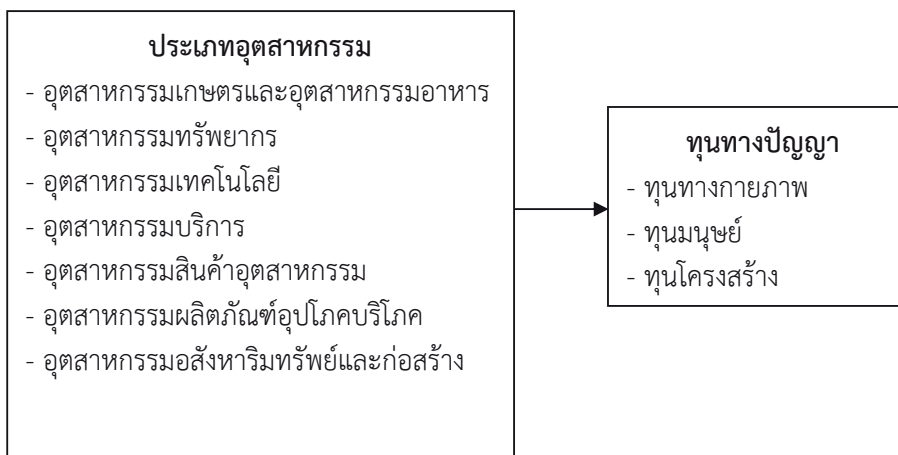 ประเภทอุตสาหกรรม
- อุตสาหกรรมเกษตรและอุตสาหกรรมอาหาร
- อุตสาหกรรมทรัพยากร
- อุตสาหกรรมเทคโนโลยี
- อุตสาหกรรมบริการ
- อุตสาหกรรมสินค้าอุตสาหกรรม
- อุตสาหกรรมผลิตภัณฑ์อุปโภคบริโภค
- อุตสาหกรรมอสังหาริมทรัพย์และก่อสร้าง
ทุนทางปัญญา
- ทุนทางกายภาพ
- ทุนมนุษย์
- ทุนโครงสร้าง